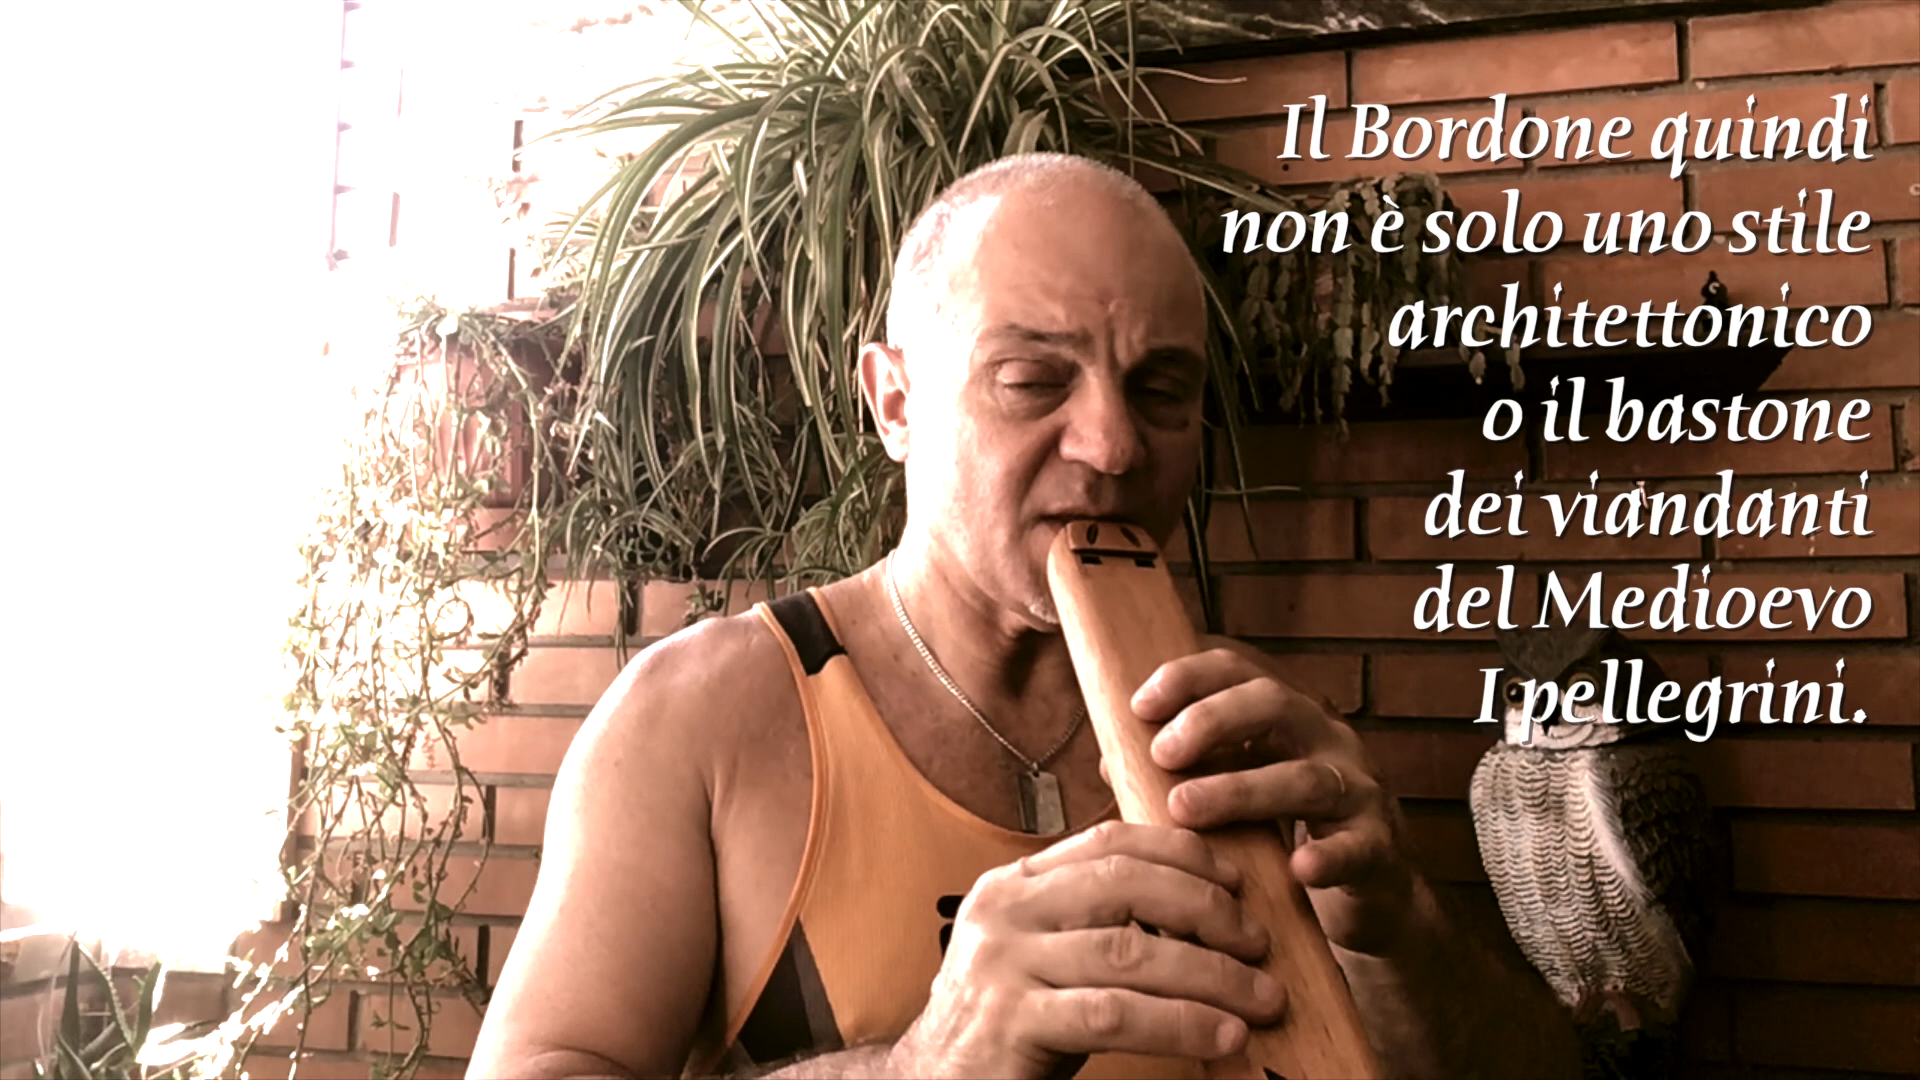 Il Bordone quindi
non è solo uno stile
architettonico
o il bastone
dei viandanti
del Medioevo
I pellegrini.